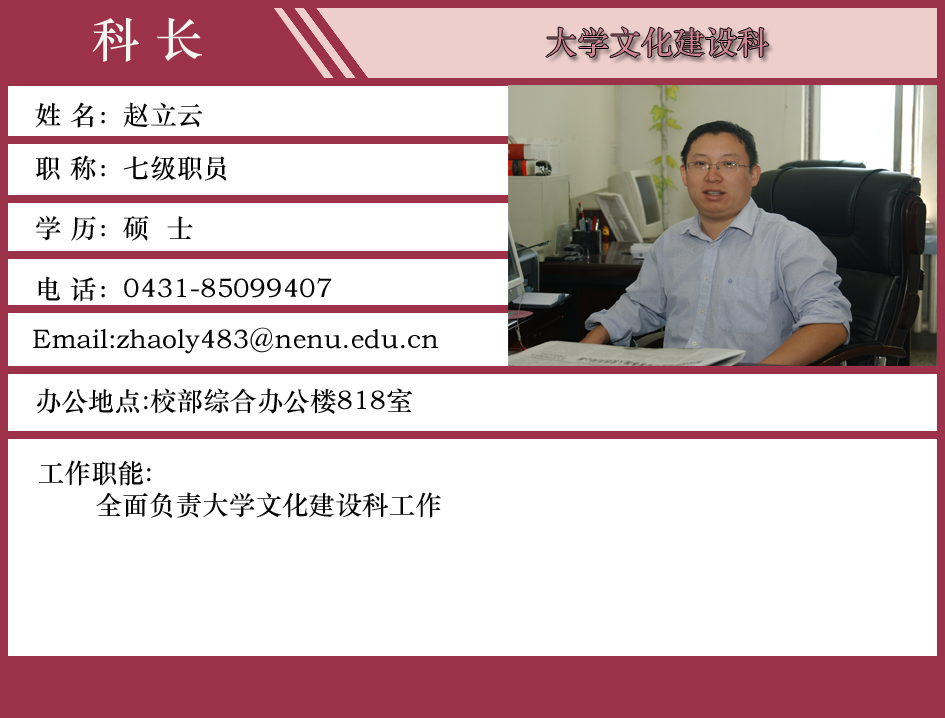 科 长
大学文化建设科
姓 名：赵立云
职 称：七级职员
学 历：硕 士
电 话：0431-85099407
Email:zhaoly483@nenu.edu.cn
办公地点:校部综合办公楼818室
工作职能:
全面负责大学文化建设科工作